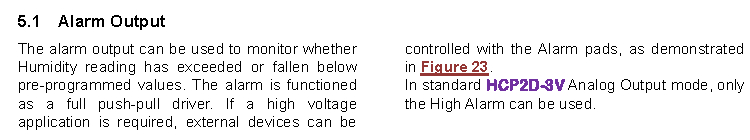 5.1 Alarm Output
The alarm output can be used to monitor whether
Humidity reading has exceeded or fallen below
pre-programmed values. The alarm is functioned
as a full push-pull driver. If a high voltage
application is required, external devices can be
controlled with the Alarm pads, as demonstrated
in Figure 23.
In standard HCP2D-3V Analog Output mode, only
the High Alarm can be used.